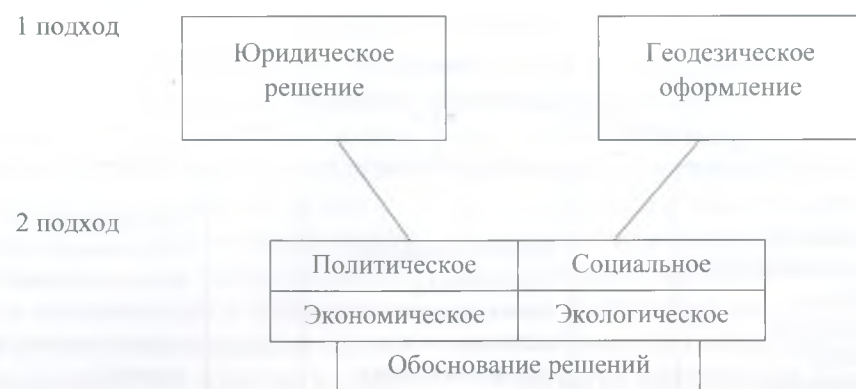 1 подход
Юридическое
решение
Геодезическое
оформление
2 подход
Политическое
Социальное
Экономическое
Экологическое
Обоснование решений